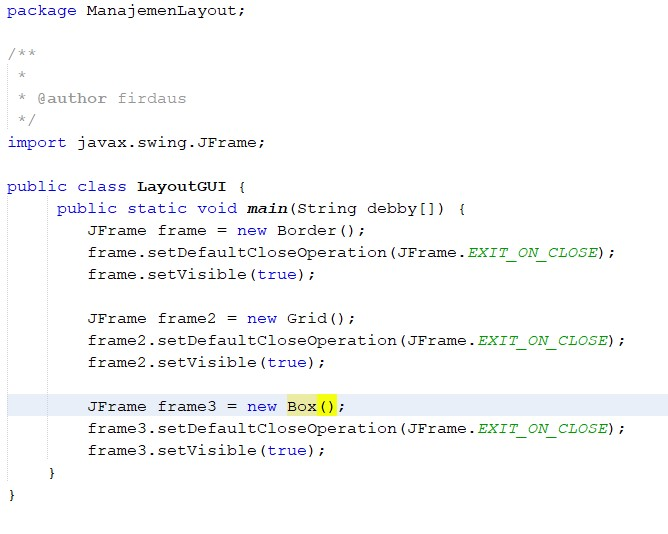 package ManajemenLayout;
/**
 *
 * @author firdaus
 */
import javax.swing.JFrame;
public class LayoutGUI {
    public static void main(String debby[]) {
        JFrame frame = new Border();
        frame.setDefaultCloseOperation(JFrame.EXIT_ON_CLOSE);
        frame.setVisible(true);
        JFrame frame2 = new Grid();
        frame2.setDefaultCloseOperation(JFrame.EXIT_ON_CLOSE);
        frame2.setVisible(true);
        JFrame frame3 = new Box();
        frame3.setDefaultCloseOperation(JFrame.EXIT_ON_CLOSE);
        frame3.setVisible(true);
    }
}